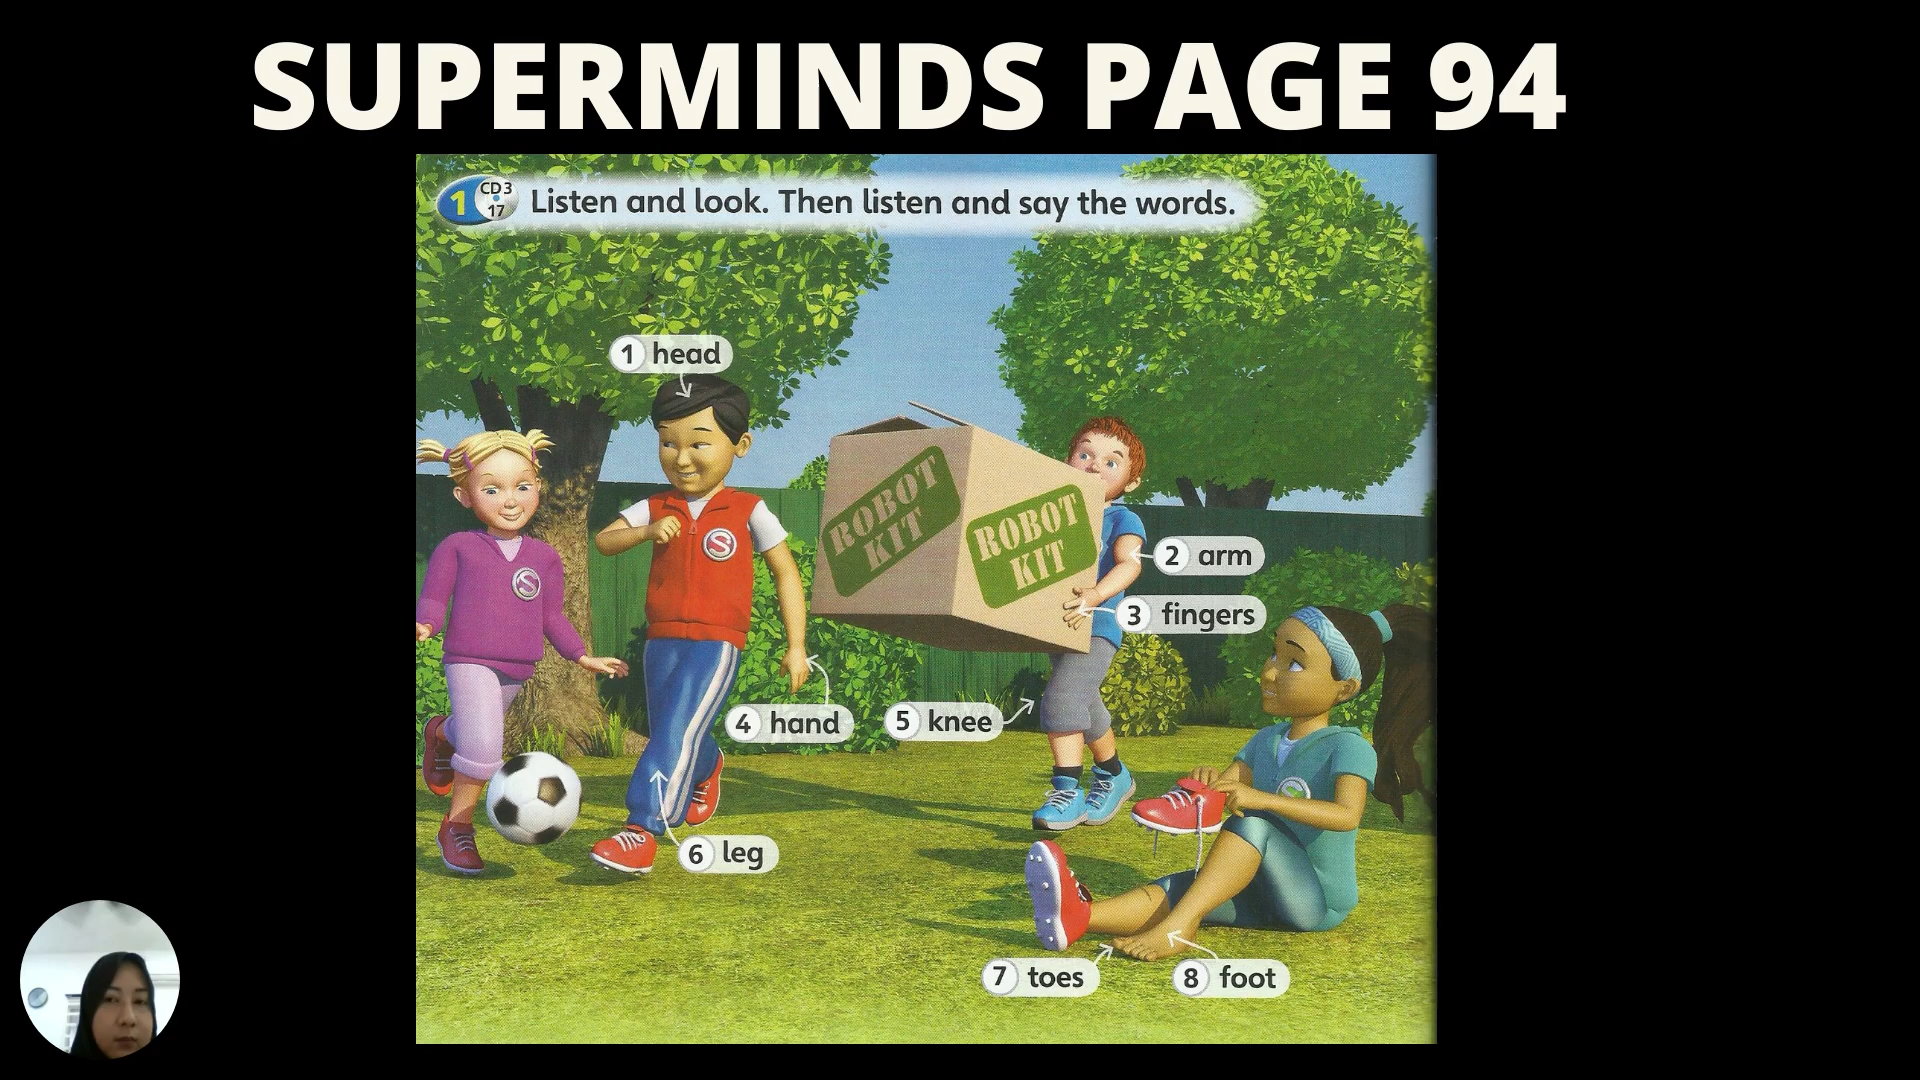 SUPERMINDS PAGE 94
1 CD3 17 Listen and look. Then listen and say the words.
1 head
ROBOT
KIT
ROBOT
KIT
2 arm
3 fingers
4 hand
5 knee
6 leg
7 toes
8 foot
S
S
S